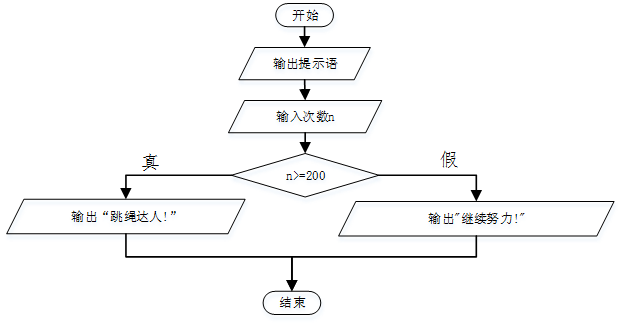 开始
输出提示语
输入次数n
n>=200
真
假
输出“跳绳达人!”
输出"继续努力!"
结束